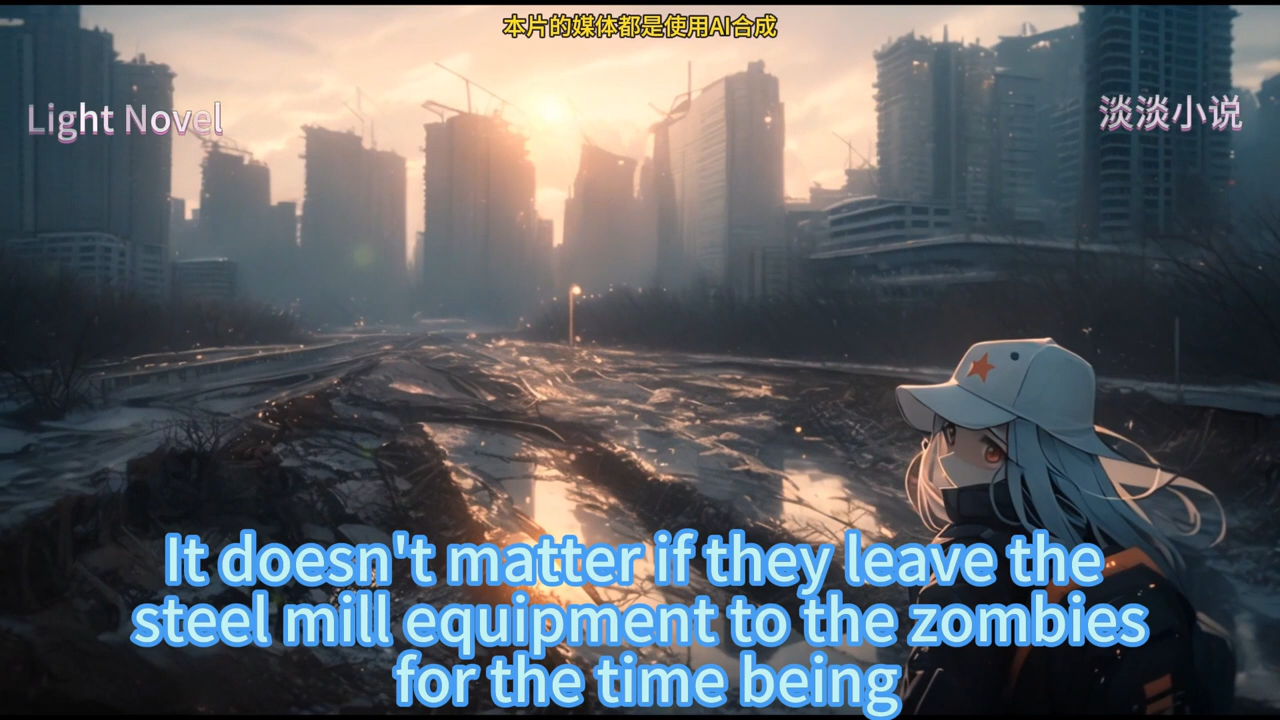 本片的媒体都是使用AI合成
Light Novel
淡淡小说
It doesn't matter if they leave the
steel mill equipment to the zombies
for the time being